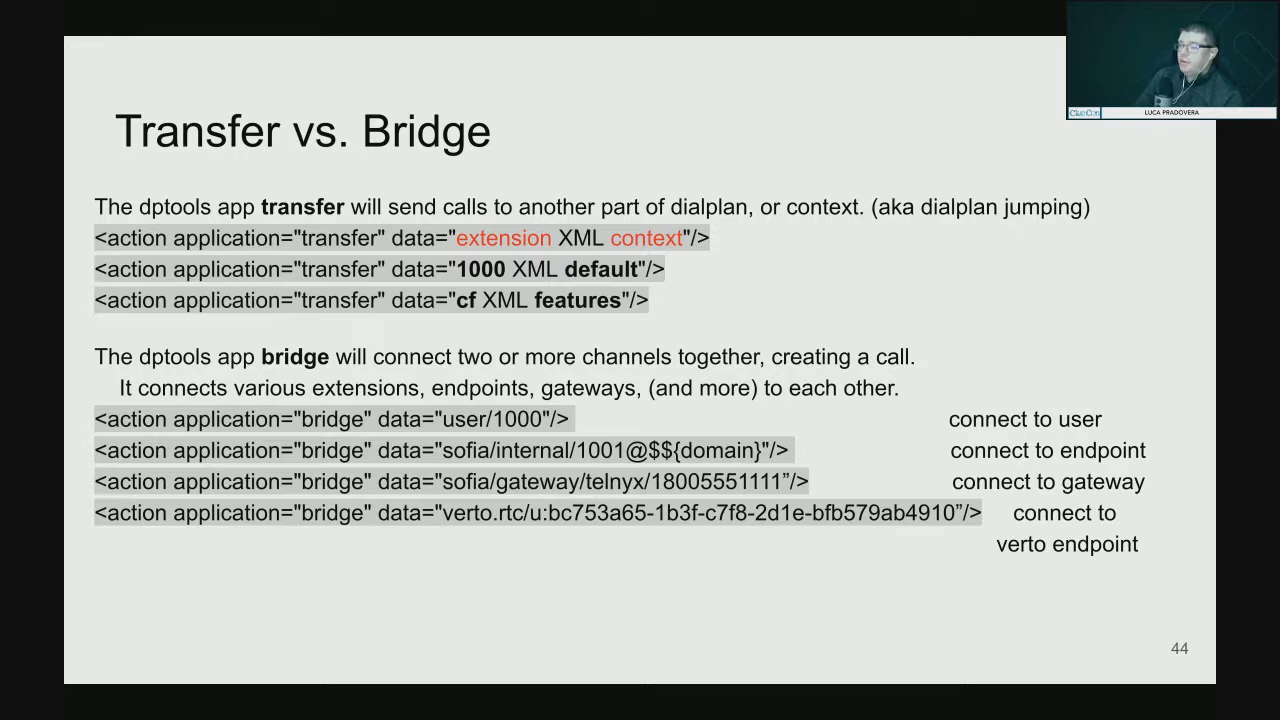 ClueCon
LUCA PRADOVERA
Transfer vs. Bridge
The dptools app transfer will send calls to another part of dialplan, or context. (aka dialplan jumping)
<action application="transfer" data="extension XML context"/>
<action application="transfer" data="1000 XML default"/>
<action application="transfer" data="cf XML features"/>
The dptools app bridge will connect two or more channels together, creating a call.
It connects various extensions, endpoints, gateways, (and more) to each other.
<action application="bridge" data="user/1000"/> connect to user
<action application="bridge" data="sofia/internal/1001@$${domain}"/> connect to endpoint
<action application="bridge" data="sofia/gateway/telnyx/18005551111”/> connect to gateway
<action application="bridge" data="verto.rtc/u:bc753a65-1b3f-c7f8-2d1e-bfb579ab4910”/> connect to
verto endpoint
44